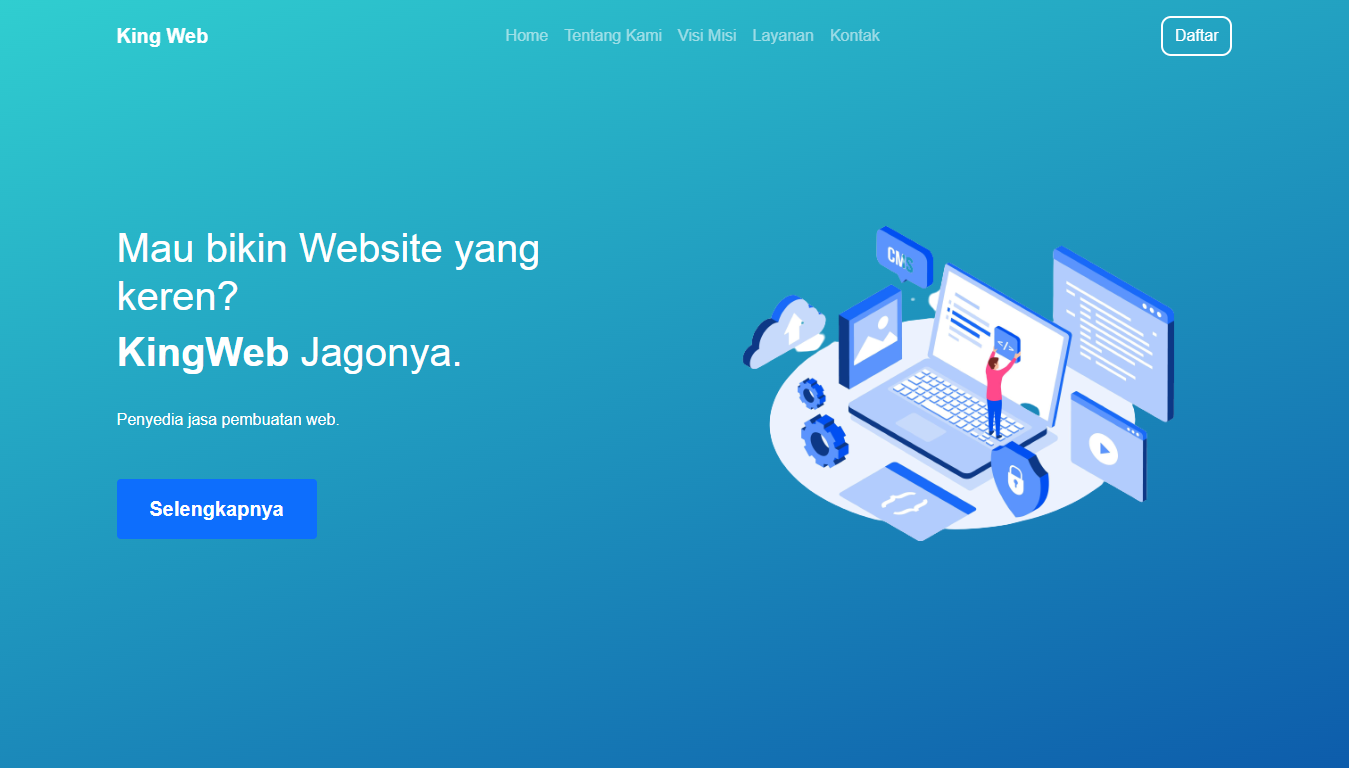 King Web
Home Tentang Kami Visi Misi Layanan Kontak
Daftar
Mau bikin Website yang
keren?
KingWeb Jagonya.
Penyedia jasa pembuatan web.
Selengkapnya
CMS
</>
{ }